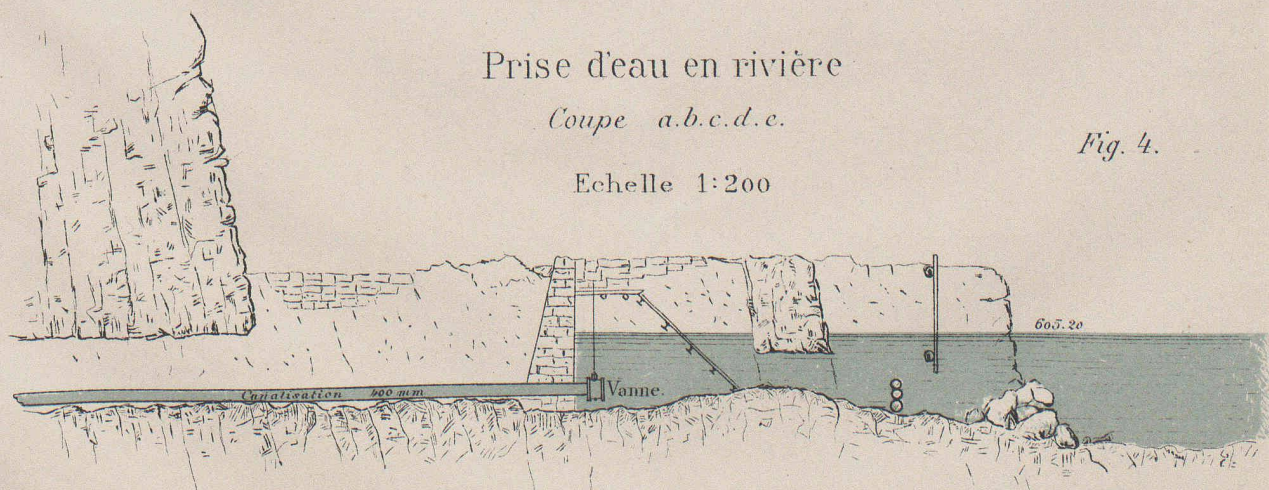 Prise d'eau en rivière
Coupe a.b.c.d.e.
Fig. 4.
Echelle 1:200
605.20
Canalisation 400 mm
Vanne.